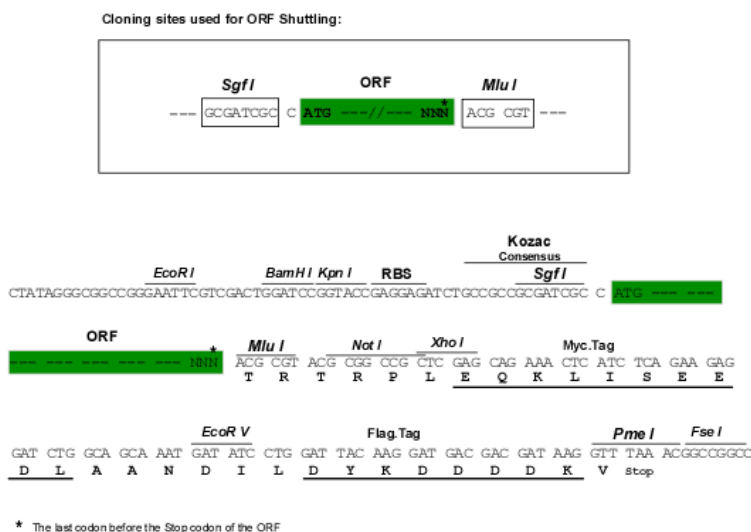 Cloning sites used for ORF Shuttling:
Sgf I ORF Mlu I
--- GCGATCGC C ATG ---//--- NNN* ACG CGT ---
Kozac
Consensus
EcoR I BamH I Kpn I RBS Sgf I
CTATAGGGCGGCCGGGAATTCGTCGACTGGATCCGGTACCGAGGAGATCTGCCGCCGCGATCGC C ATG --- ---
ORF Mlu I Not I Xho I Myc.Tag
--- --- --- --- --- --- NNN* ACG CGT ACG CGG CCG CTC GAG CAG AAA CTC ATC TCA GAA GAG
T R T R P L E Q K L I S E E
EcoR V Flag.Tag Pme I Fse I
GAT CTG GCA GCA AAT GAT ATC CTG GAT TAC AAG GAT GAC GAC GAT AAG GTT TAA ACGGCCGGCC
D L A A N D I L D Y K D D D D K V Stop
* The last codon before the Stop codon of the ORF